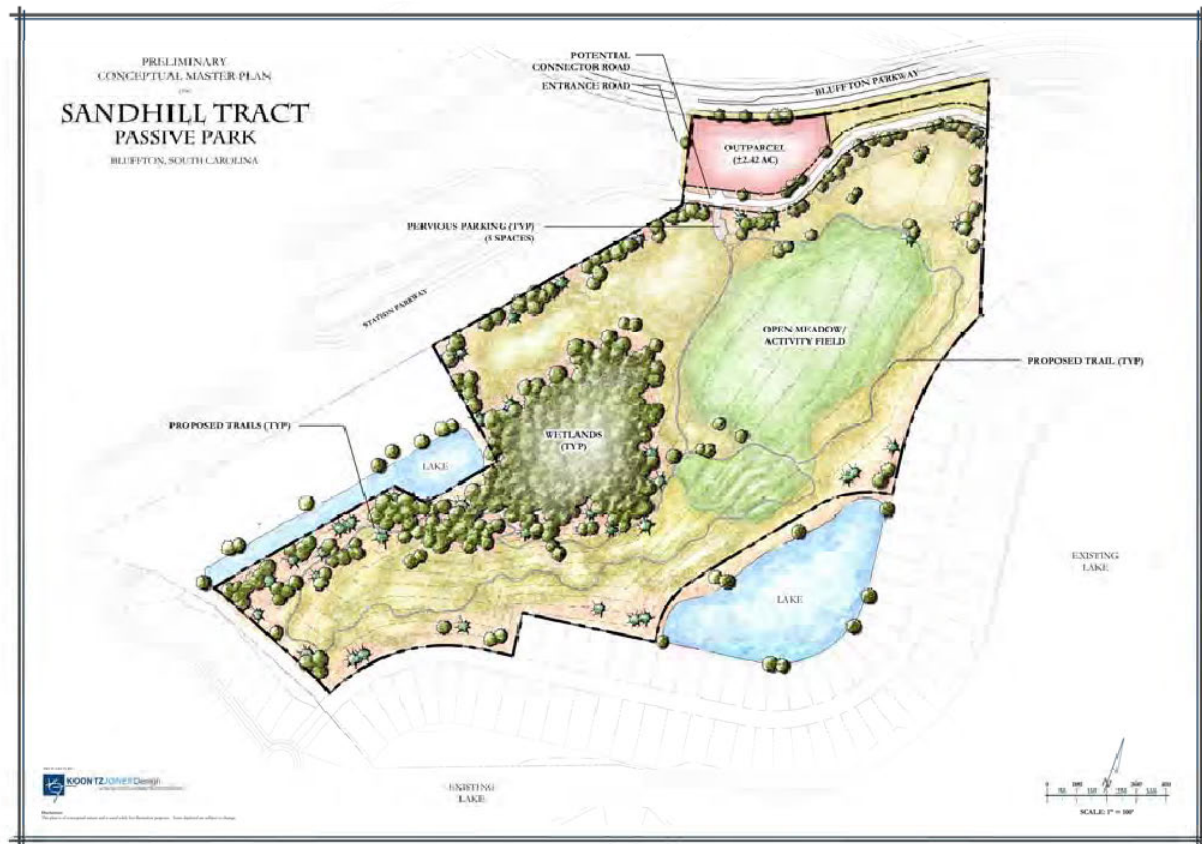 PRELIMINARY
CONCEPTUAL MASTER PLAN
SANDHILL TRACT
PASSIVE PARK
BLUFFTON, SOUTH CAROLINA
POTENTIAL
CONNECTOR ROAD
ENTRANCE ROAD
BLUFFTON PARKWAY
OUTPARCEL
(±2.42 AC)
PERVIOUS PARKING (TYP)
STATION PARKWAY
OPEN MEADOW/
ACTIVITY FIELD
PROPOSED TRAIL (TYP)
PROPOSED TRAILS (TYP)
WETLANDS
(TYP)
LAKE
LAKE
EXISTING
LAKE
EXISTING
LAKE
KOONTZJOINERDesign
SCALE: 1" = 100'